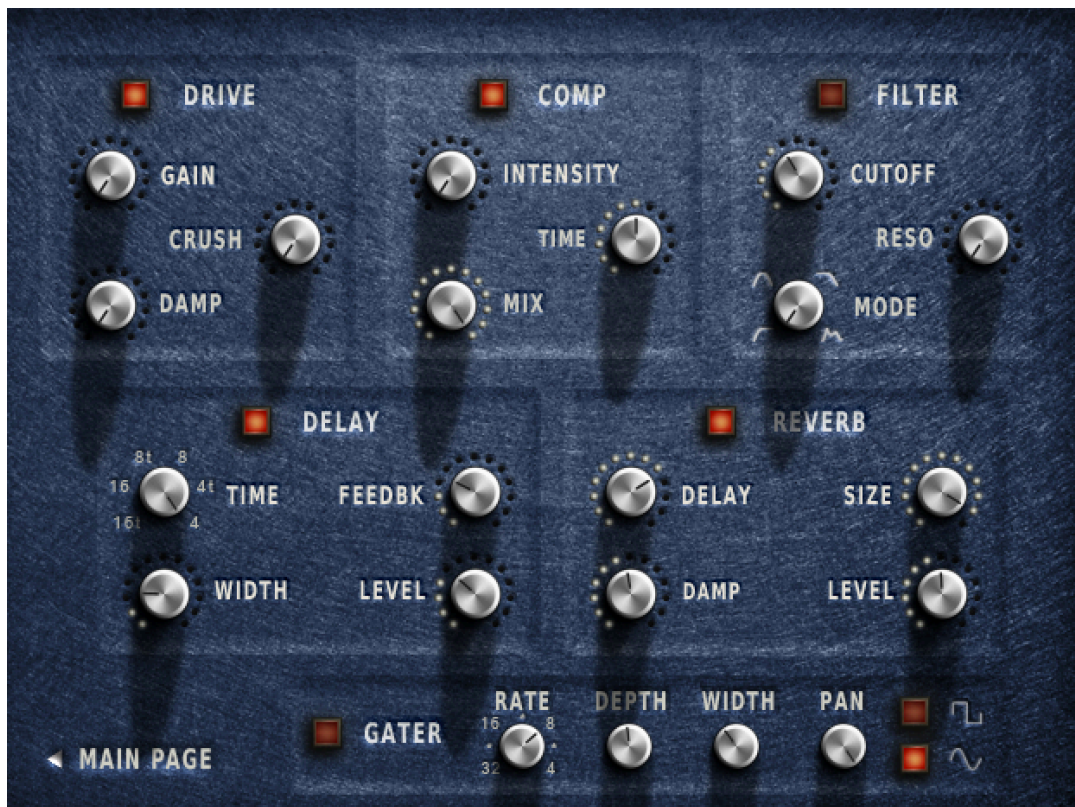 DRIVE
COMP
FILTER
GAIN
INTENSITY
CUTOFF
CRUSH
TIME
RESO
DAMP
MIX
MODE
DELAY
REVERB
8t 8
16 4t
16t 4
TIME
FEEDBK
DELAY
SIZE
WIDTH
LEVEL
DAMP
LEVEL
RATE
DEPTH
WIDTH
PAN
16 8
32 4
GATER
MAIN PAGE